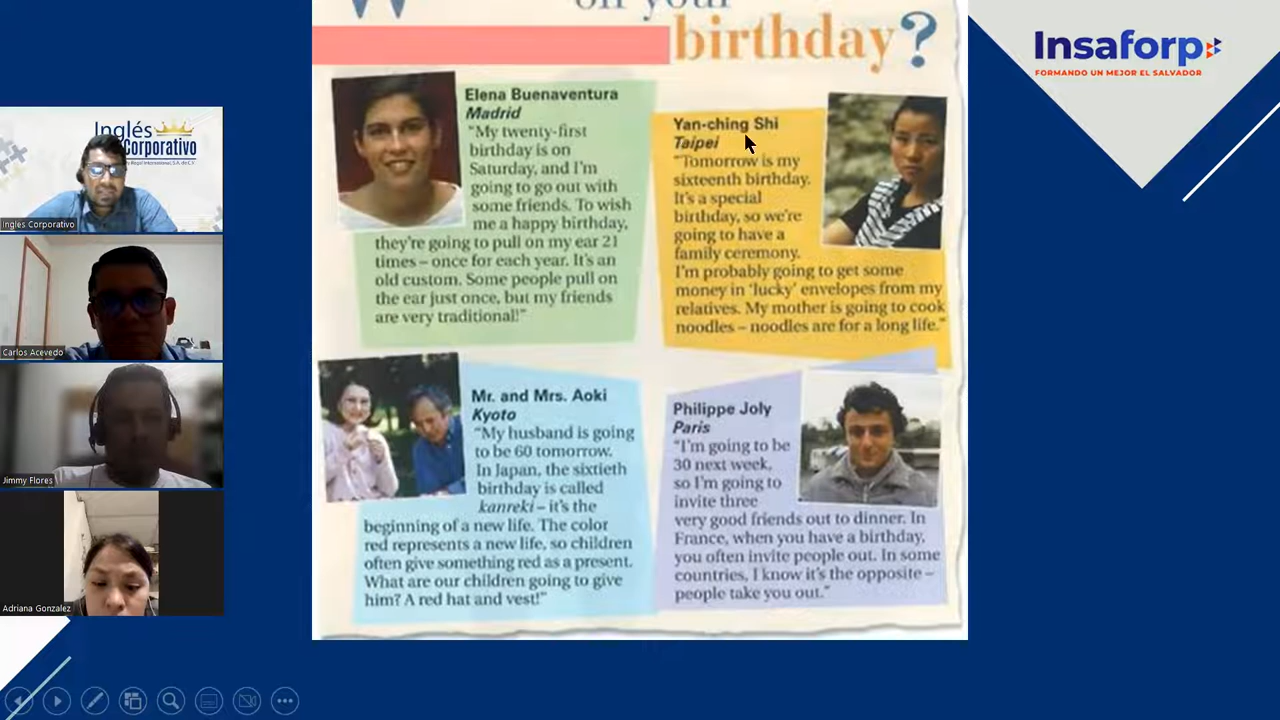 on your
birthday?
Elena Buenaventura
Madrid
"My twenty-first
birthday is on
Saturday, and I'm
going to go out with
some friends. To wish
me a happy birthday,
they're going to pull on my ear 21
times – once for each year. It's an
old custom. Some people pull on
the ear just once, but my friends
are very traditional!"
Yan-ching Shi
Taipei
"Tomorrow is my
sixteenth birthday.
It's a special
birthday, so we're
going to have a
family ceremony.
I'm probably going to get some
money in 'lucky' envelopes from my
relatives. My mother is going to cook
noodles – noodles are for a long life."
Mr. and Mrs. Aoki
Kyoto
"My husband is going
to be 60 tomorrow.
In Japan, the sixtieth
birthday is called
kanreki – it's the
beginning of a new life. The color
red represents a new life, so children
often give something red as a present.
What are our children going to give
him? A red hat and vest!"
Philippe Joly
Paris
"I'm going to be
30 next week,
so I'm going to
invite three
very good friends out to dinner. In
France, when you have a birthday,
you often invite people out. In some
countries, I know it's the opposite –
people take you out."
Insaforp
FORMANDO UN MEJOR EL SALVADOR
Inglés
Corporativo
Inglés Corporativo
Carlos Acevedo
Jimmy Flores
Adriana Gonzalez